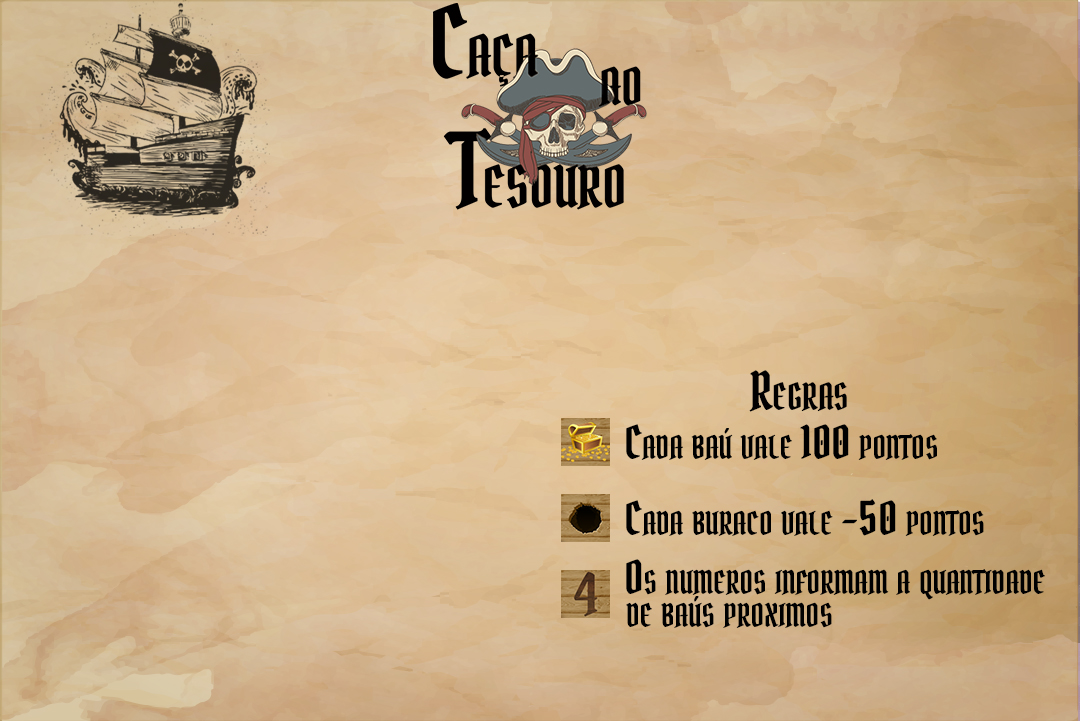 Caça
ao
Tesouro
Regras
Cada baú vale 100 pontos
Cada buraco vale -50 pontos
4
Os numeros informam a quantidade
de baús proximos